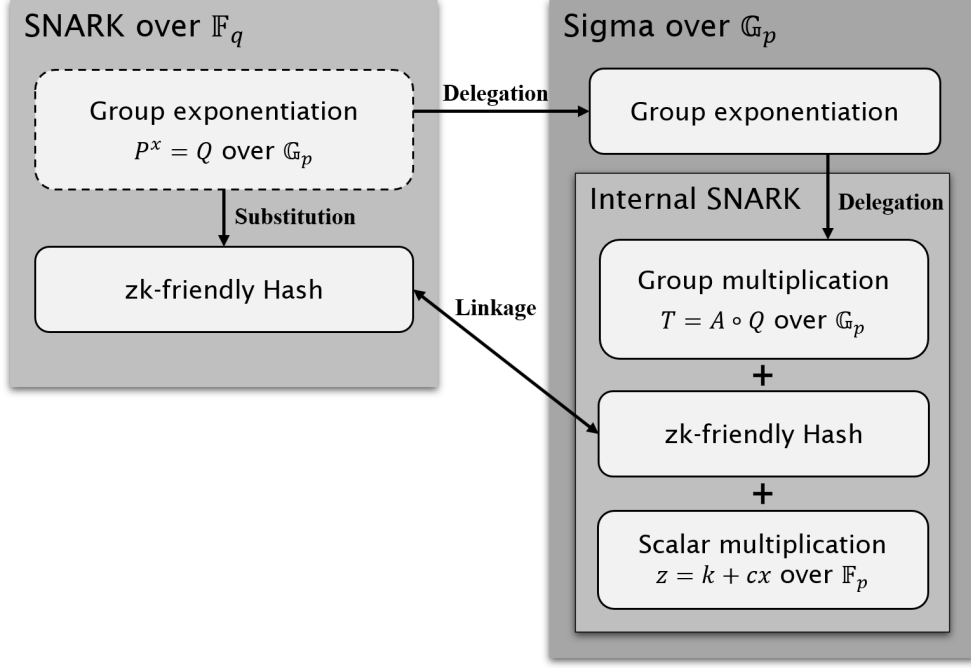 SNARK over 𝔽_q
Group exponentiation
P^x = Q over 𝔾_p
Substitution
zk-friendly Hash
Delegation
Linkage
Sigma over 𝔾_p
Group exponentiation
Delegation
Internal SNARK
Group multiplication
T = A ∘ Q over 𝔾_p
+
zk-friendly Hash
+
Scalar multiplication
z = k + cx over 𝔽_p